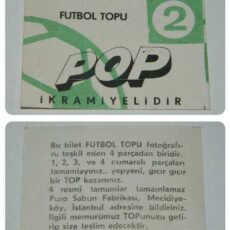 FUTBOL TOPU
2
POP
İKRAMİYELİDİR
Bu bilet FUTBOL TOPU fotoğrafı-
nı teşkil eden 4 parçadan biridir.
1, 2, 3, ve 4 numaralı parçaları
tamamlayınız... yepyeni, gıcır gıcır
bir TOP kazanınız.
4 resmi tamamlar tamamlamaz
Puro Sabun Fabrikası, Mecidiye-
köy, İstanbul adresine bildiriniz.
İlgili memurumuz TOPunuzu geti-
rip size teslim edecektir.